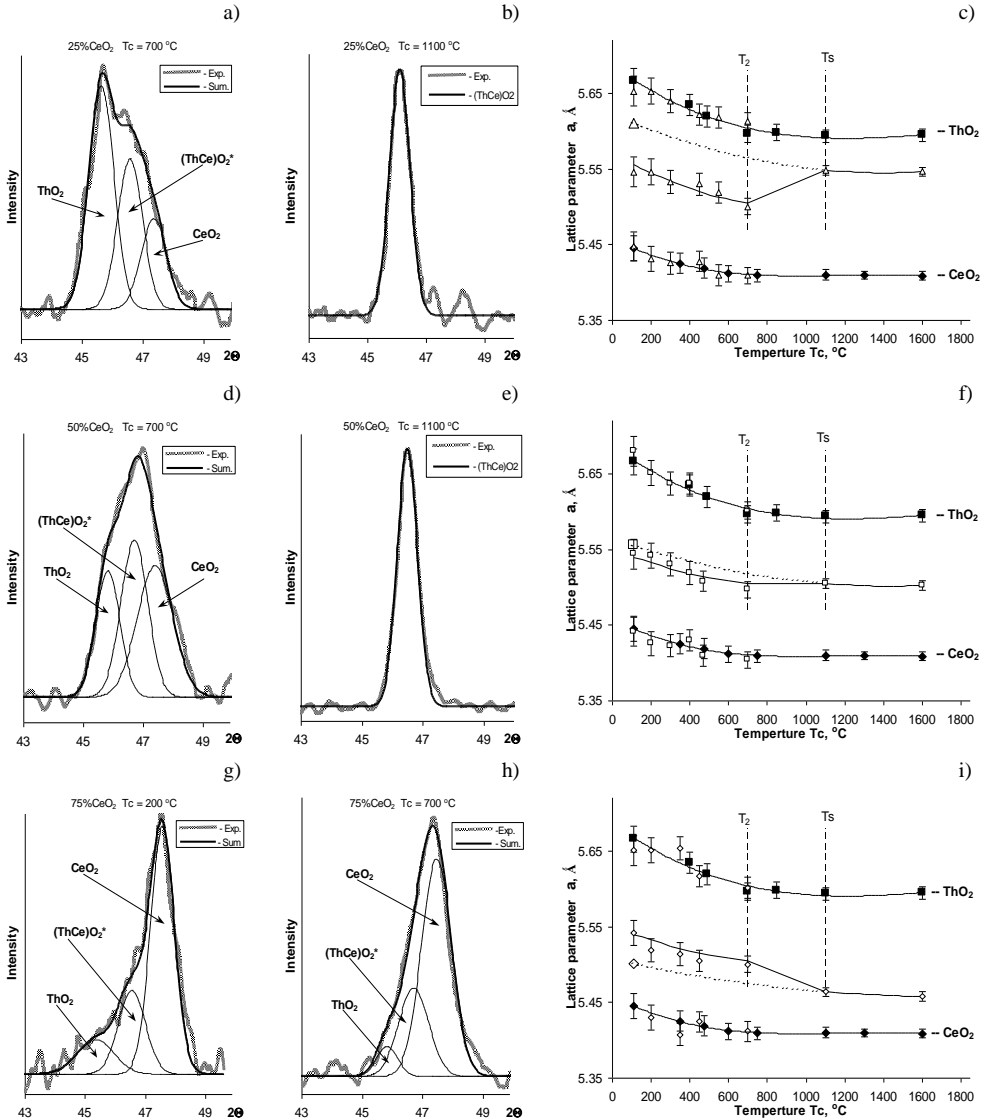 a)
25%CeO₂ Tc = 700 °C
- Exp.
- Sum.
(ThCe)O₂*
ThO₂
CeO₂
Intensity
43 45 47 49 2Θ
b)
25%CeO₂ Tc = 1100 °C
- Exp.
- (ThCe)O2
Intensity
43 45 47 49 2Θ
c)
T₂ Ts
5.65
5.55
5.45
5.35
-- ThO₂
-- CeO₂
Lattice parameter a, Å
0 200 400 600 800 1000 1200 1400 1600 1800
Temperture Tc, °C
d)
50%CeO₂ Tc = 700 °C
- Exp.
- Sum.
(ThCe)O₂*
ThO₂
CeO₂
Intensity
43 45 47 49 2Θ
e)
50%CeO₂ Tc = 1100 °C
- Exp.
- (ThCe)O2
Intensity
43 45 47 49 2Θ
f)
T₂ Ts
5.65
5.55
5.45
5.35
-- ThO₂
-- CeO₂
Lattice parameter a, Å
0 200 400 600 800 1000 1200 1400 1600 1800
Temperture Tc, °C
g)
75%CeO₂ Tc = 200 °C
- Exp.
- Sum
CeO₂
(ThCe)O₂*
ThO₂
Intensity
43 45 47 49 2Θ
h)
75%CeO₂ Tc = 700 °C
-Exp.
- Sum
CeO₂
(ThCe)O₂*
ThO₂
Intensity
43 45 47 49 2Θ
i)
T₂ Ts
5.65
5.55
5.45
5.35
-- ThO₂
-- CeO₂
Lattice parameter a, Å
0 200 400 600 800 1000 1200 1400 1600 1800
Temperture Tc, °C